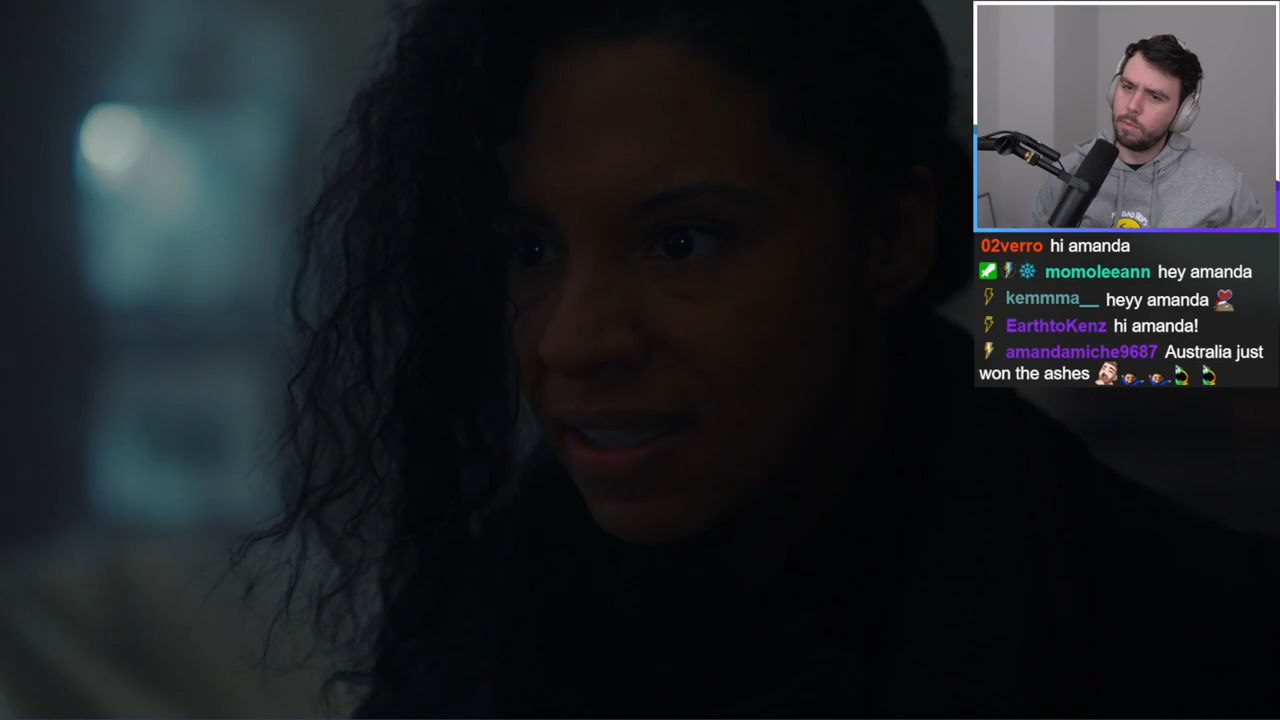 02verro hi amanda
momoleeann hey amanda
kemmma__ heyy amanda
EarthtoKenz hi amanda!
amandamiche9687 Australia just
won the ashes